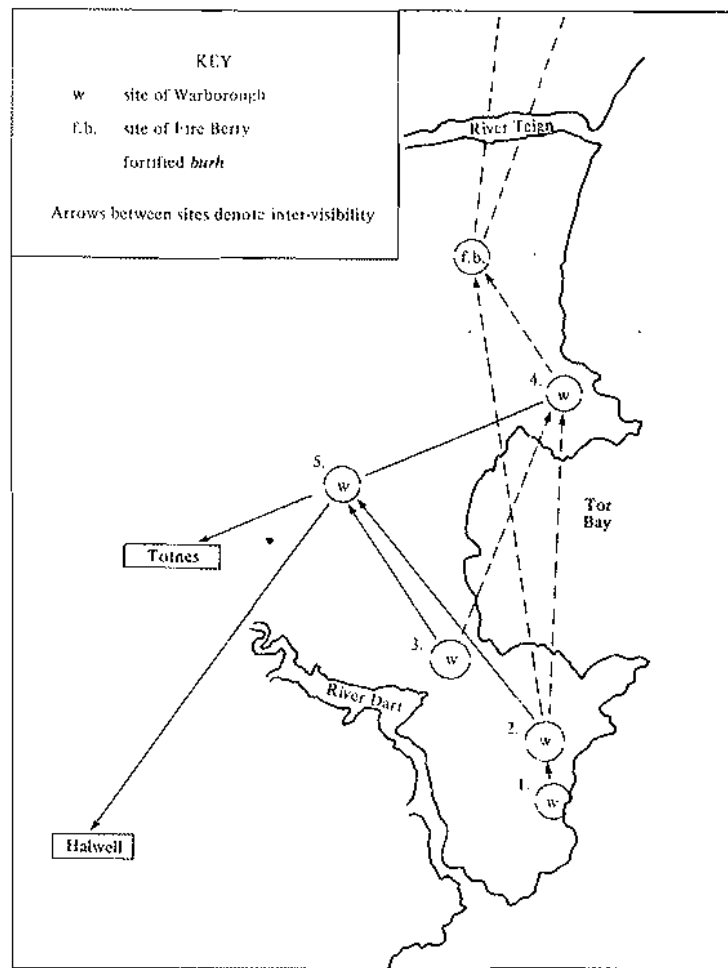 KEY
w site of Warborough
f.b. site of Fire Berry
fortified burh
Arrows between sites denote inter-visibility
River Teign
f.b.
4.
w
5.
w
Tor
Bay
Totnes
3.
w
River Dart
2.
w
1.
w
Halwell